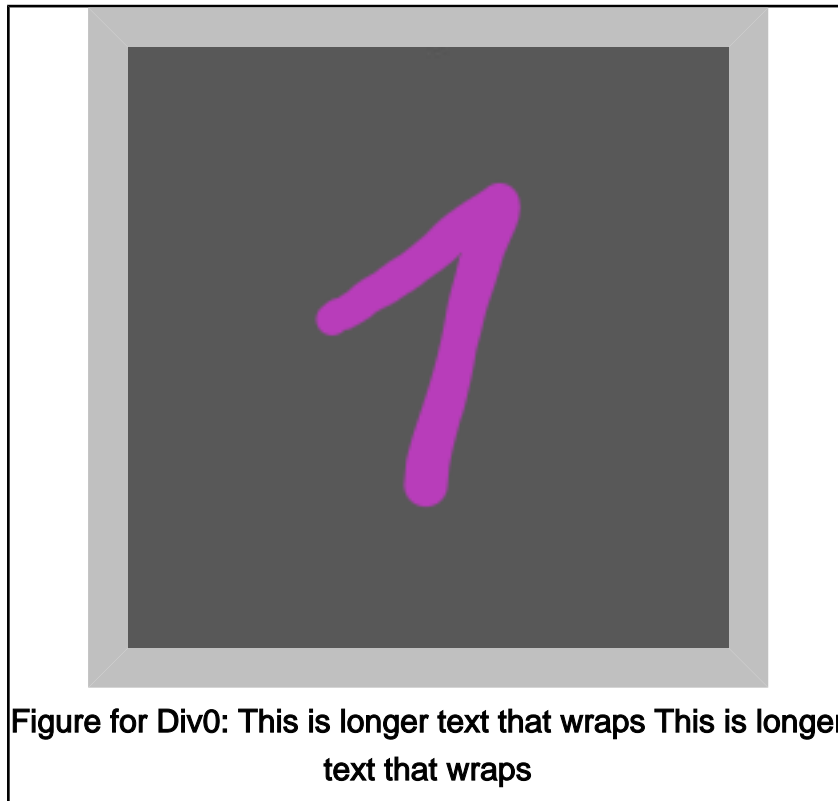 1
Figure for Div0: This is longer text that wraps This is longer
text that wraps